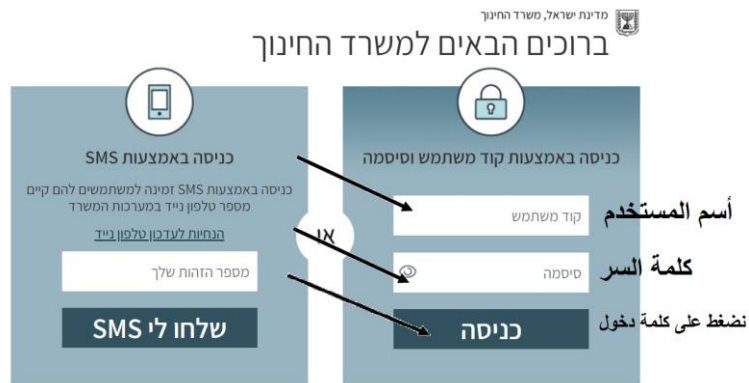 מדינת ישראל, משרד החינוך
ברוכים הבאים למשרד החינוך
כניסה באמצעות קוד משתמש וסיסמה
קוד משתמש
أسم المستخدم
סיסמה
كلمة السر
כניסה
نضغط على كلمة دخول
או
כניסה באמצעות SMS
כניסה באמצעות SMS זמינה למשתמשים להם קיים
מספר טלפון נייד במערכות המשרד
הנחיות לעדכון טלפון נייד
מספר הזהות שלך
שלחו לי SMS